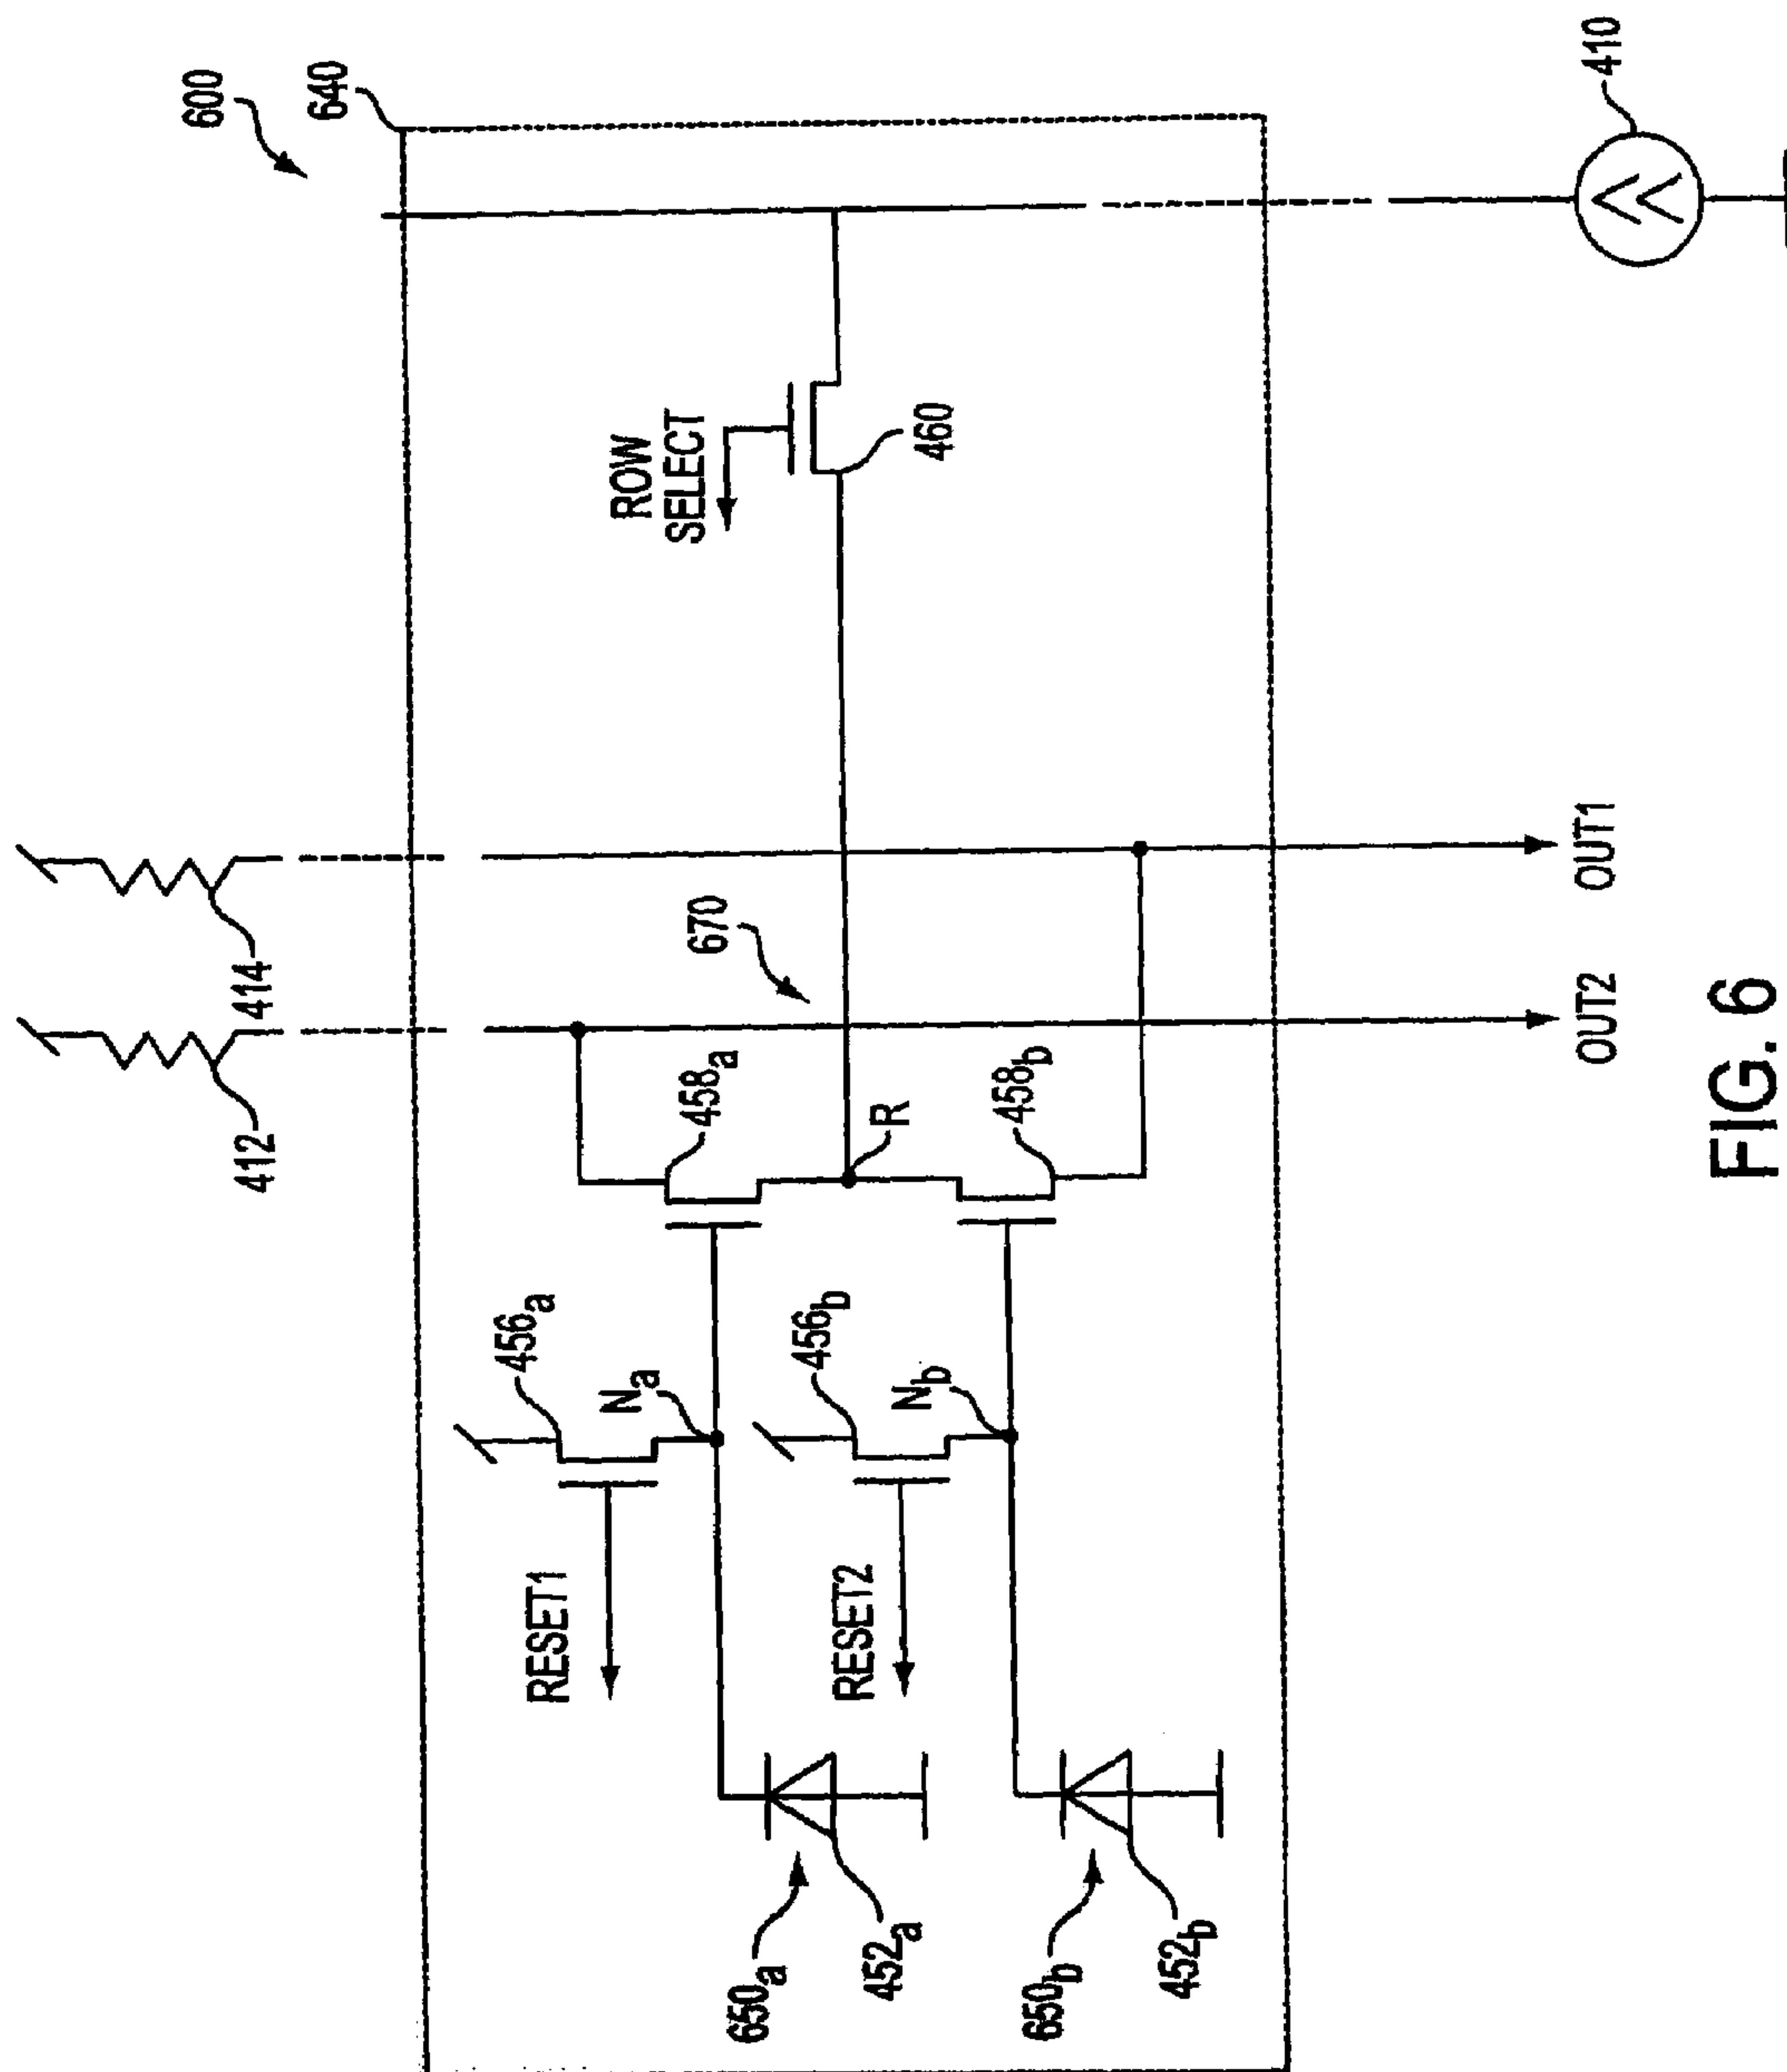 600
640
414
412
ROW
SELECT
460
410
670
458a
R
458b
456a
Na
456b
Nb
RESET1
RESET2
650a
452a
650b
452b
OUT1
OUT2
FIG. 6